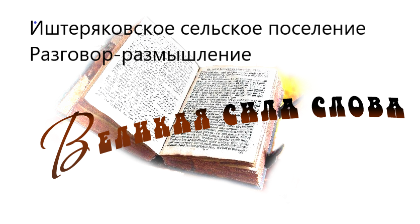 Иштеряковское сельское поселение
Разговор-размышление
Великая сила слова